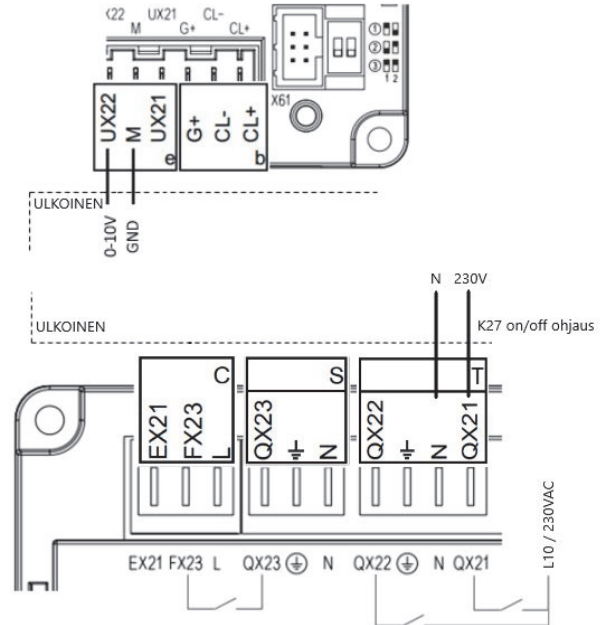 UX21 CL-
M G+ CL+
X61
1 2 3
1 2
UX22 M UX21 e
G+ CL- CL+ b
ULKOINEN
0-10V GND
N 230V
ULKOINEN
K27 on/off ohjaus
C S T
EX21 FX23 L
QX23 N
QX22 N QX21
L10 / 230VAC
EX21 FX23 L QX23 N QX22 N QX21